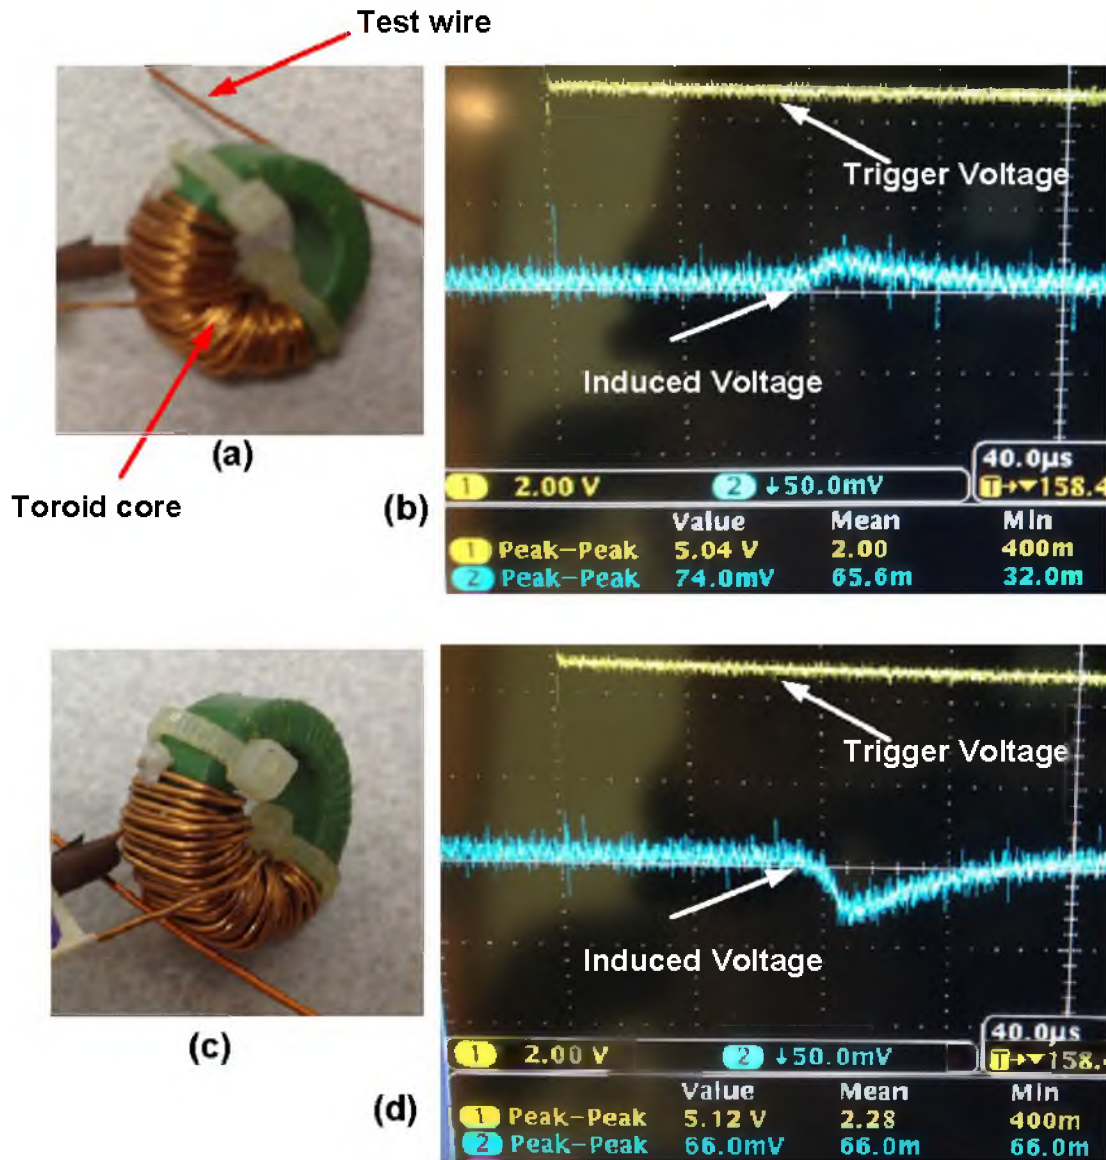 Test wire
Toroid core
(a)
Trigger Voltage
Induced Voltage
40.0µs
1 2.00 V 2 ↓50.0mV T→▼158.4
(b)
Value Mean Min
1 Peak-Peak 5.04 V 2.00 400m
2 Peak-Peak 74.0mV 65.6m 32.0m
(c)
Trigger Voltage
Induced Voltage
40.0µs
1 2.00 V 2 ↓50.0mV T→▼158.
(d)
Value Mean Min
1 Peak-Peak 5.12 V 2.28 400m
2 Peak-Peak 66.0mV 66.0m 66.0m